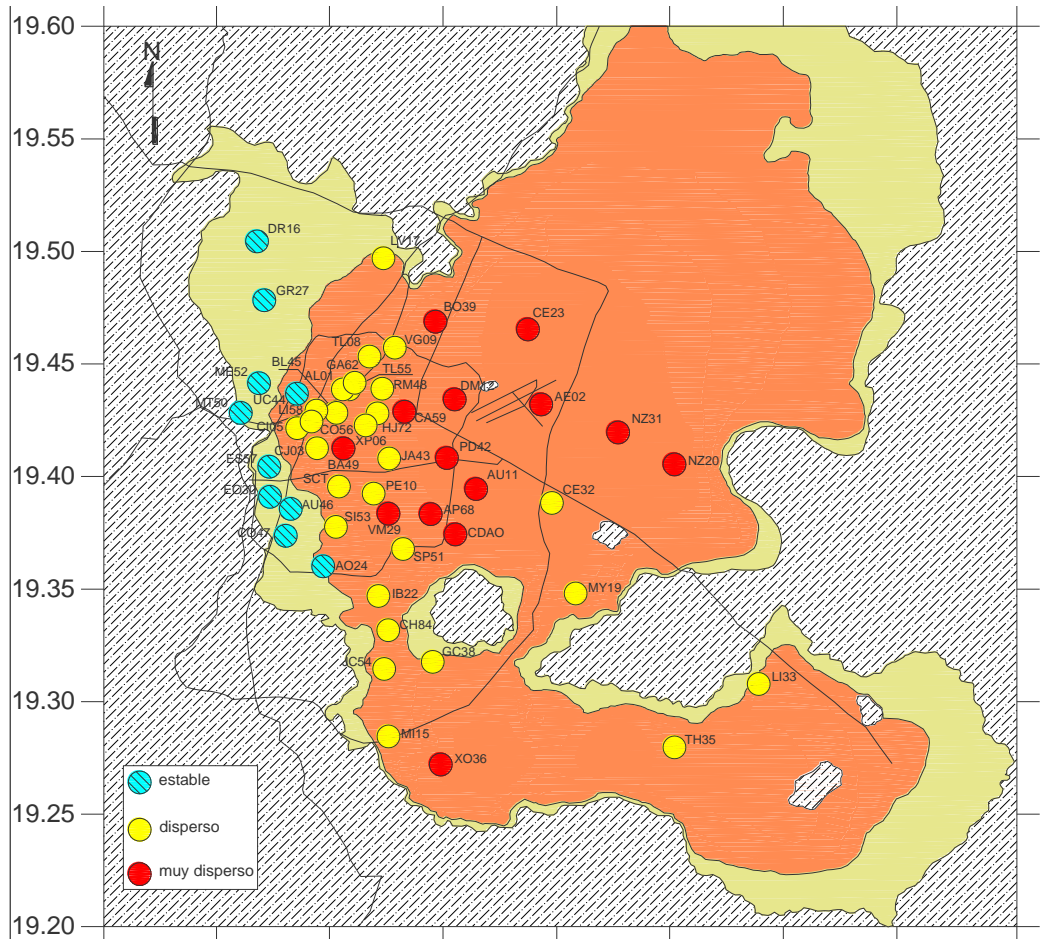 19.60
N
19.55
DR16
LV17
19.50
GR27
BO39
CE23
TL08
VG09
19.45
BL45
GA62
TL55
ME52
AL01
RM48
DM12
UC44
MT50
LI58
CA59
AE02
CI05
CO56
HJ72
NZ31
XP06
CJ03
JA43
PD42
ES57
BA49
NZ20
19.40
SCT
AU11
EO30
PE10
CE32
AU46
SI53
VM29
AP68
CO47
CDAO
SP51
AO24
19.35
IB22
MY19
CH84
JC54
GC38
LI33
19.30
MI15
TH35
XO36
estable
19.25
disperso
muy disperso
19.20